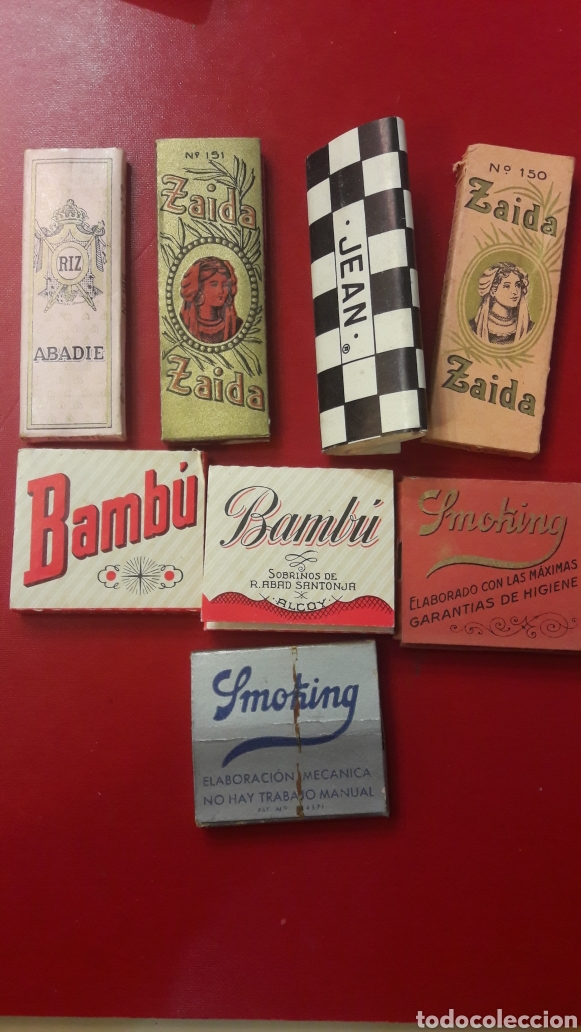 RIZ
ABADIE
Nº 151
Zaida
Zaida
· JEAN · ®
Nº 150
Zaida
Zaida
Bambú
Bambú
SOBRINOS DE
R. ABAD SANTONJA
· ALCOY ·
Smoking
ELABORADO CON LAS MÁXIMAS
GARANTIAS DE HIGIENE
Smoking
ELABORACIÓN MECANICA
NO HAY TRABAJO MANUAL
todocoleccion